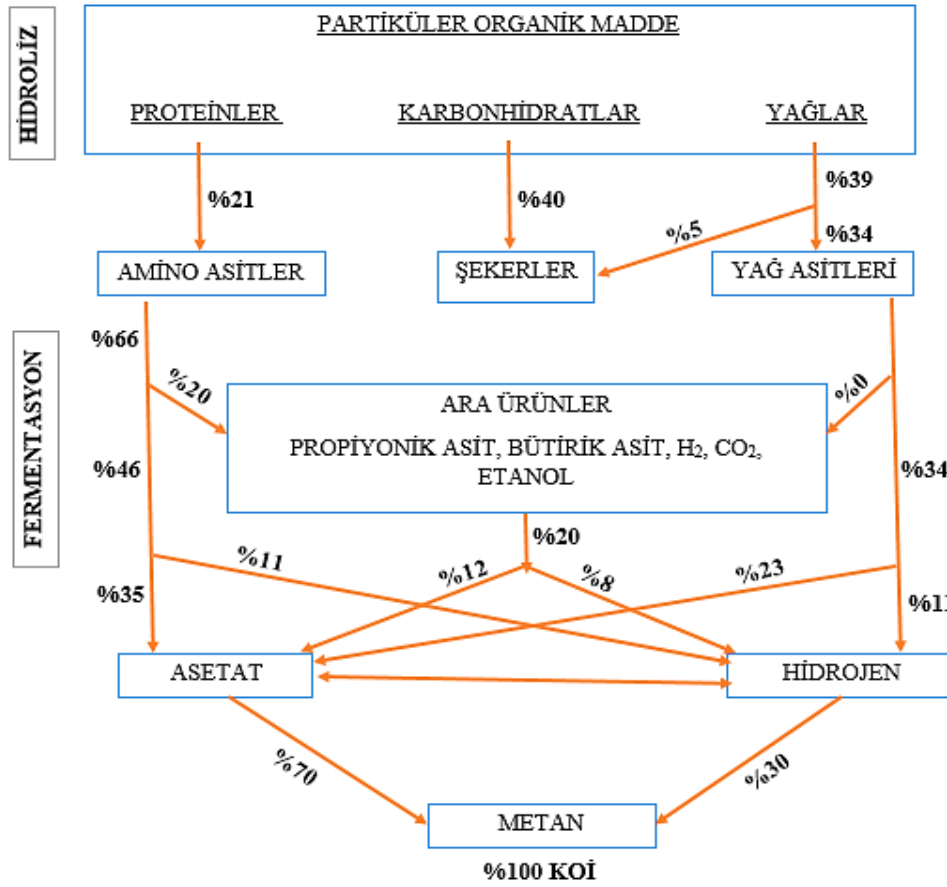 HİDROLİZ
PARTİKÜLER ORGANİK MADDE
PROTEİNLER
KARBONHİDRATLAR
YAĞLAR
%21
%40
%39
%5
%34
AMİNO ASİTLER
ŞEKERLER
YAĞ ASİTLERİ
FERMENTASYON
%66
%20
%0
ARA ÜRÜNLER
PROPİYONİK ASİT, BÜTİRİK ASİT, H₂, CO₂,
ETANOL
%46
%34
%20
%11
%12
%8
%23
%35
%11
ASETAT
HİDROJEN
%70
%30
METAN
%100 KOİ